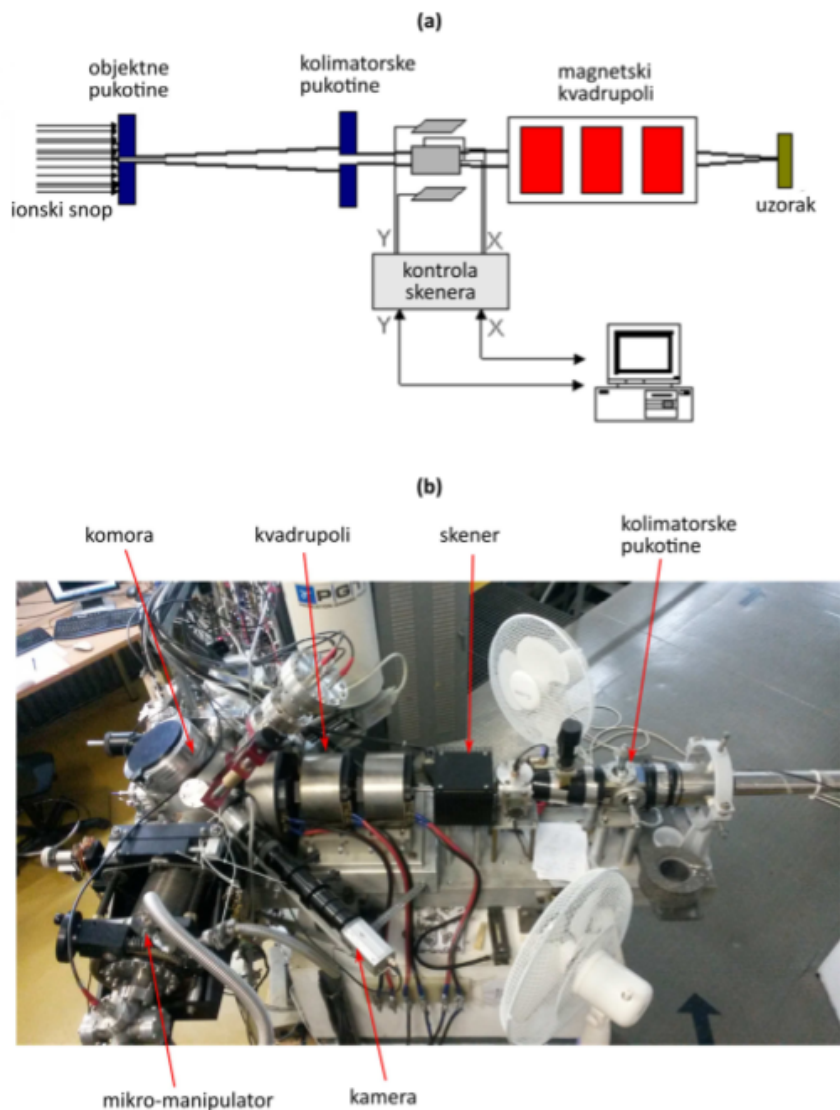 (a)
objektne
pukotine
kolimatorske
pukotine
magnetski
kvadrupoli
ionski snop
uzorak
Y
X
kontrola
skenera
Y
X
(b)
komora
kvadrupoli
skener
kolimatorske
pukotine
PGT
mikro-manipulator
kamera